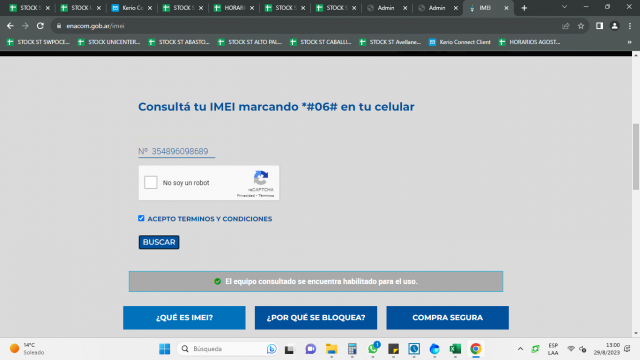 STOCK S
STOCK U
Kerio Co
STOCK S
HORARIO
STOCK S
STOCK S
Admin
Admin
IMEI
enacom.gob.ar/imei
STOCK ST SWPOCE...
STOCK UNICENTER...
STOCK ST ABASTO...
STOCK ST ALTO PAL...
STOCK ST CABALLI...
STOCK ST Avellane...
Kerio Connect Client
HORARIOS AGOST...
Consultá tu IMEI marcando *#06# en tu celular
Nº 354896098689
No soy un robot
reCAPTCHA
Privacidad - Términos
ACEPTO TERMINOS Y CONDICIONES
BUSCAR
El equipo consultado se encuentra habilitado para el uso.
¿QUÉ ES IMEI?
¿POR QUÉ SE BLOQUEA?
COMPRA SEGURA
14°C
Soleado
Búsqueda
1
ESP
LAA
13:00
29/8/2023